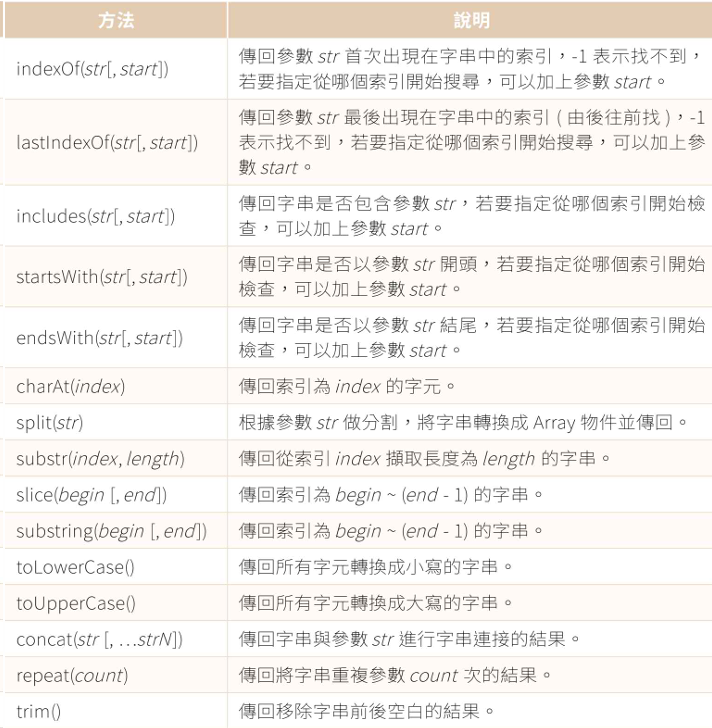 方法 說明
indexOf(str[, start]) 傳回參數 str 首次出現在字串中的索引，-1 表示找不到，
若要指定從哪個索引開始搜尋，可以加上參數 start。
lastIndexOf(str[, start]) 傳回參數 str 最後出現在字串中的索引 ( 由後往前找 )，-1
表示找不到，若要指定從哪個索引開始搜尋，可以加上參
數 start。
includes(str[, start]) 傳回字串是否包含參數 str，若要指定從哪個索引開始檢
查，可以加上參數 start。
startsWith(str[, start]) 傳回字串是否以參數 str 開頭，若要指定從哪個索引開始
檢查，可以加上參數 start。
endsWith(str[, start]) 傳回字串是否以參數 str 結尾，若要指定從哪個索引開始
檢查，可以加上參數 start。
charAt(index) 傳回索引為 index 的字元。
split(str) 根據參數 str 做分割，將字串轉換成 Array 物件並傳回。
substr(index, length) 傳回從索引 index 擷取長度為 length 的字串。
slice(begin [, end]) 傳回索引為 begin ~ (end - 1) 的字串。
substring(begin [, end]) 傳回索引為 begin ~ (end - 1) 的字串。
toLowerCase() 傳回所有字元轉換成小寫的字串。
toUpperCase() 傳回所有字元轉換成大寫的字串。
concat(str [, …strN]) 傳回字串與參數 str 進行字串連接的結果。
repeat(count) 傳回將字串重複參數 count 次的結果。
trim() 傳回移除字串前後空白的結果。